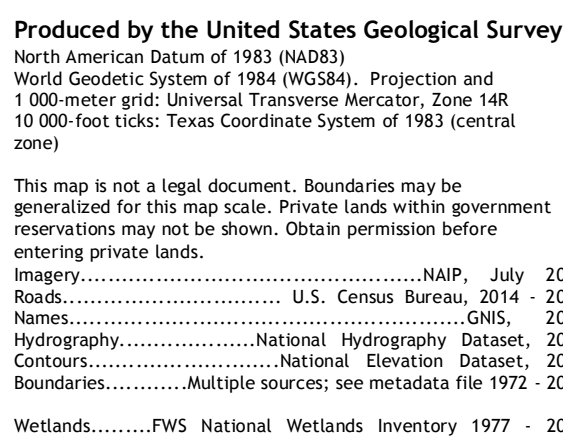 Produced by the United States Geological Survey
North American Datum of 1983 (NAD83)
World Geodetic System of 1984 (WGS84). Projection and
1 000-meter grid: Universal Transverse Mercator, Zone 14R
10 000-foot ticks: Texas Coordinate System of 1983 (central
zone)
This map is not a legal document. Boundaries may be
generalized for this map scale. Private lands within government
reservations may not be shown. Obtain permission before
entering private lands.
Imagery.................................................NAIP, July
Roads................................ U.S. Census Bureau, 2014 -
Names.........................................................GNIS,
Hydrography....................National Hydrography Dataset,
Contours............................National Elevation Dataset,
Boundaries............Multiple sources; see metadata file 1972 -
Wetlands.........FWS National Wetlands Inventory 1977 -